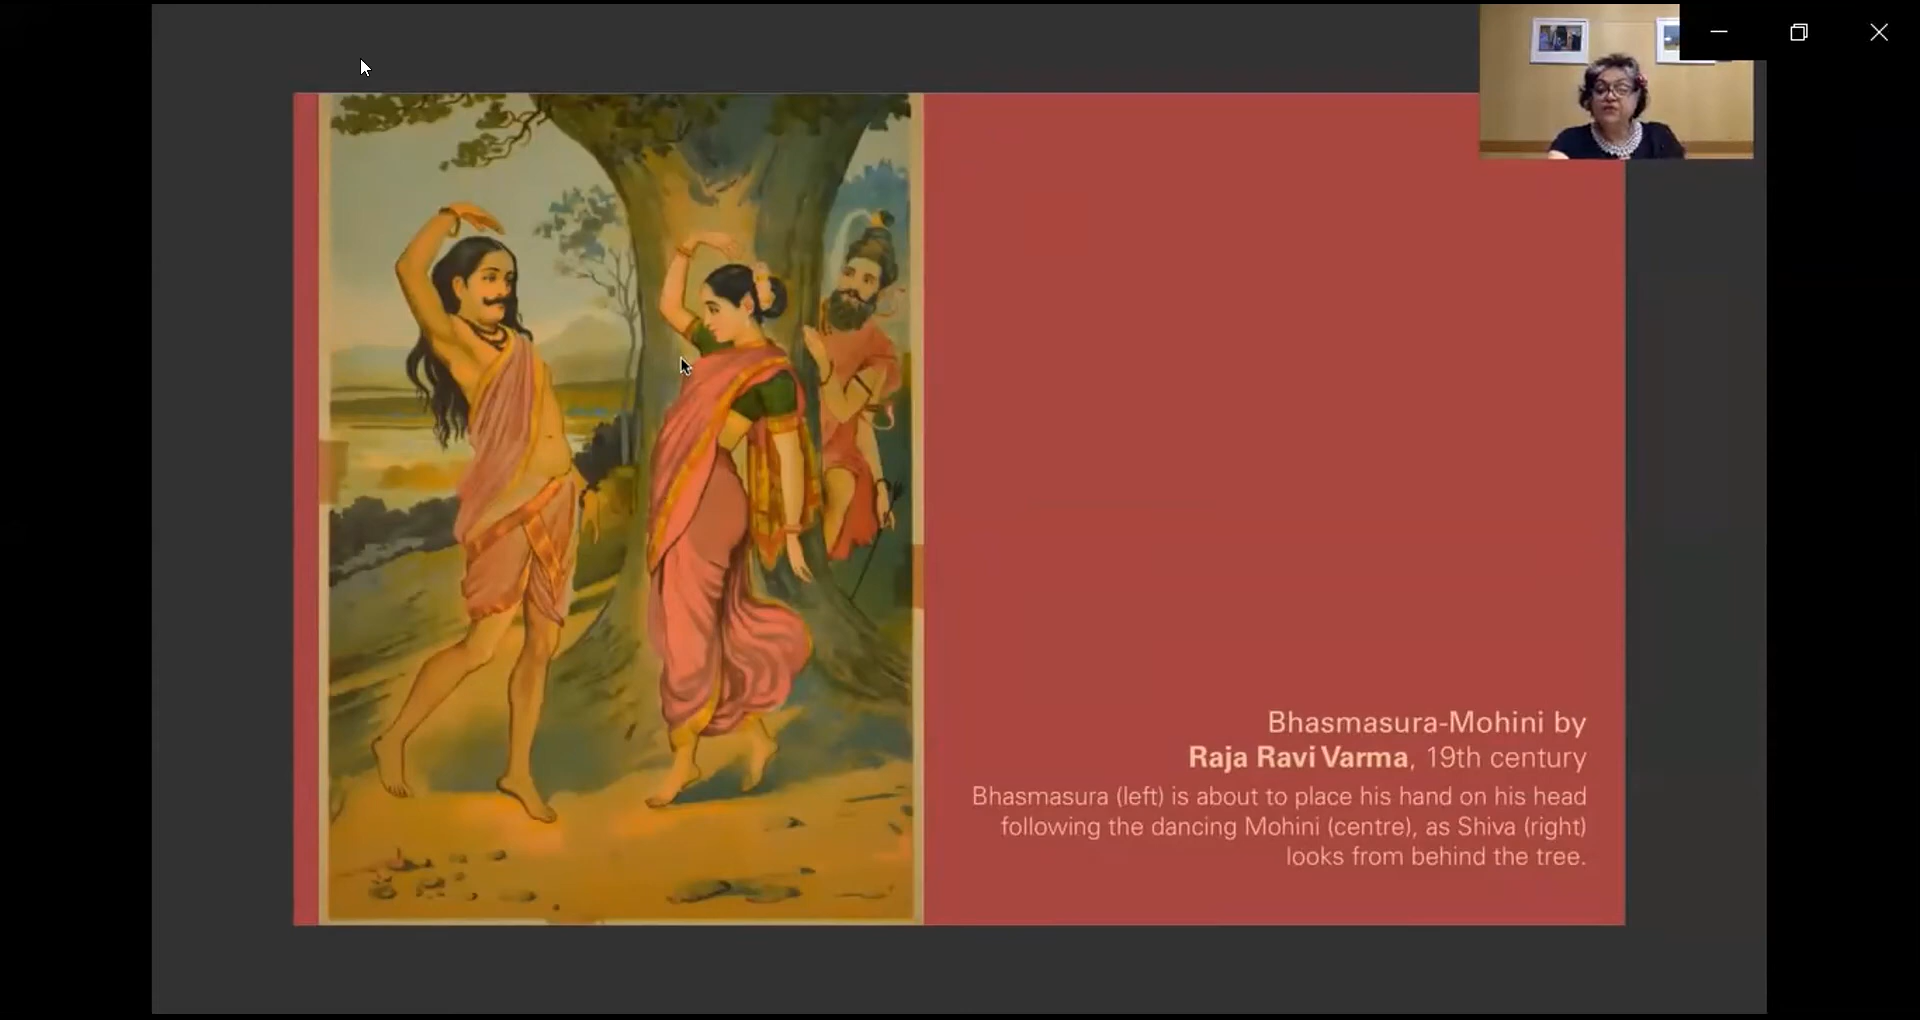 Bhasmasura-Mohini by
Raja Ravi Varma, 19th century
Bhasmasura (left) is about to place his hand on his head
following the dancing Mohini (centre), as Shiva (right)
looks from behind the tree.